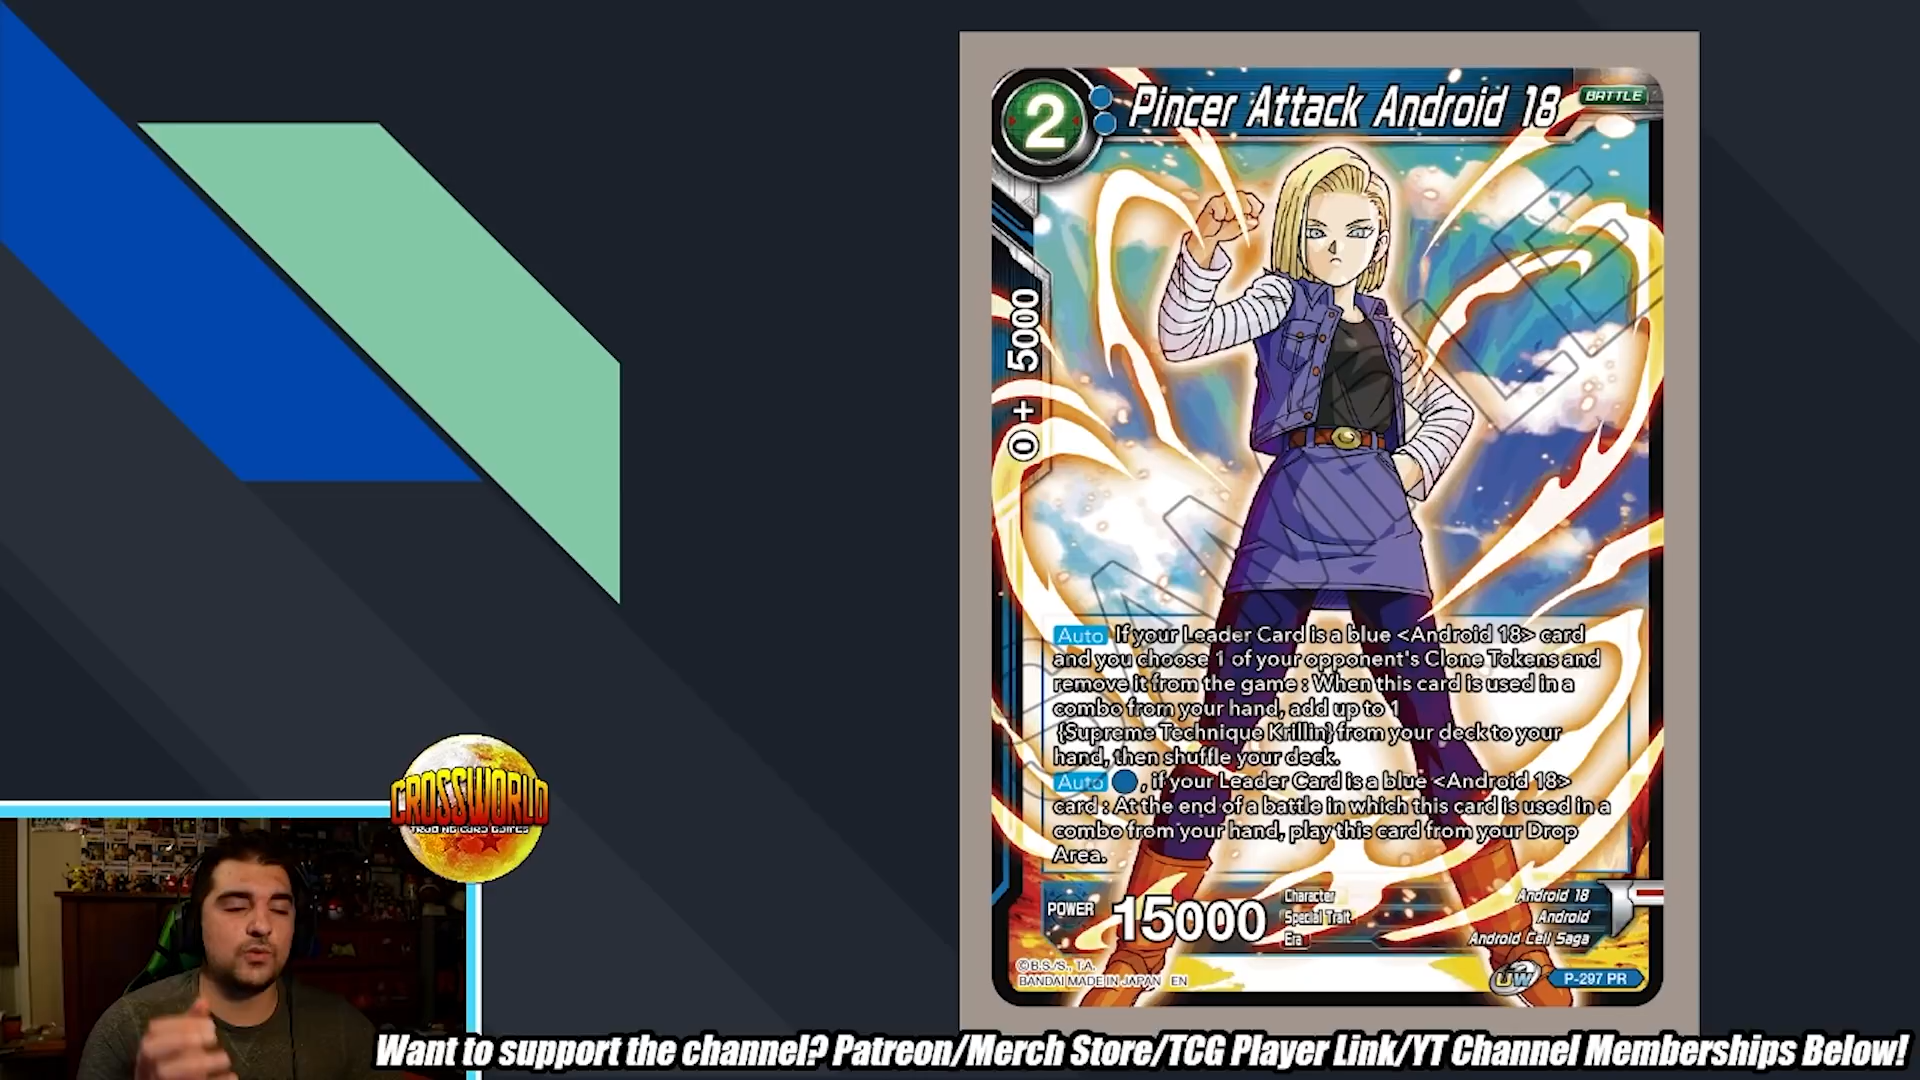 2
Pincer Attack Android 18
BATTLE
0 + 5000
SAMPLE
Auto If your Leader Card is a blue <Android 18> card
and you choose 1 of your opponent's Clone Tokens and
remove it from the game : When this card is used in a
combo from your hand, add up to 1
{Supreme Technique Krillin} from your deck to your
hand, then shuffle your deck.
Auto , if your Leader Card is a blue <Android 18>
card : At the end of a battle in which this card is used in a
combo from your hand, play this card from your Drop
Area.
POWER 15000
Character Android 18
Special Trait Android
Era Android Cell Saga
©B.S./S., T.A.
BANDAI MADE IN JAPAN EN
UW P-297 PR
CROSSWORLD
TRADING CARD GAMES
Want to support the channel? Patreon/Merch Store/TCG Player Link/YT Channel Memberships Below!